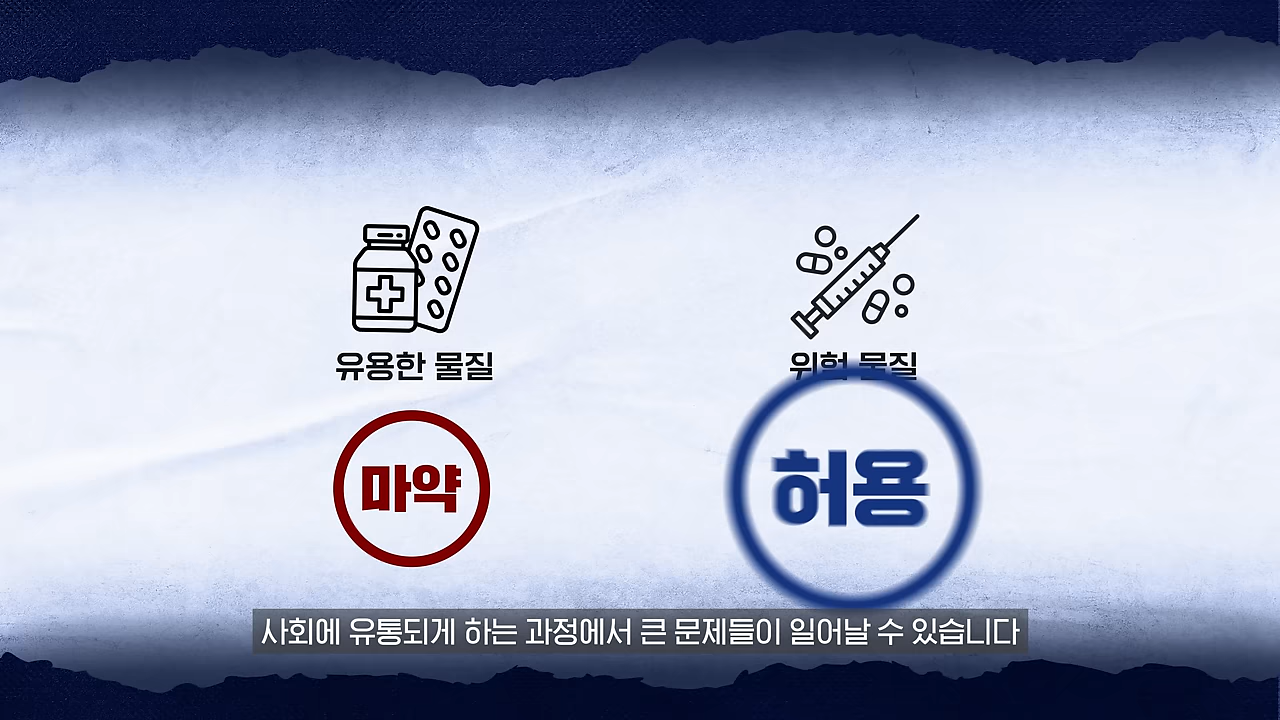 유용한 물질
위험 물질
마약
허용
사회에 유통되게 하는 과정에서 큰 문제들이 일어날 수 있습니다